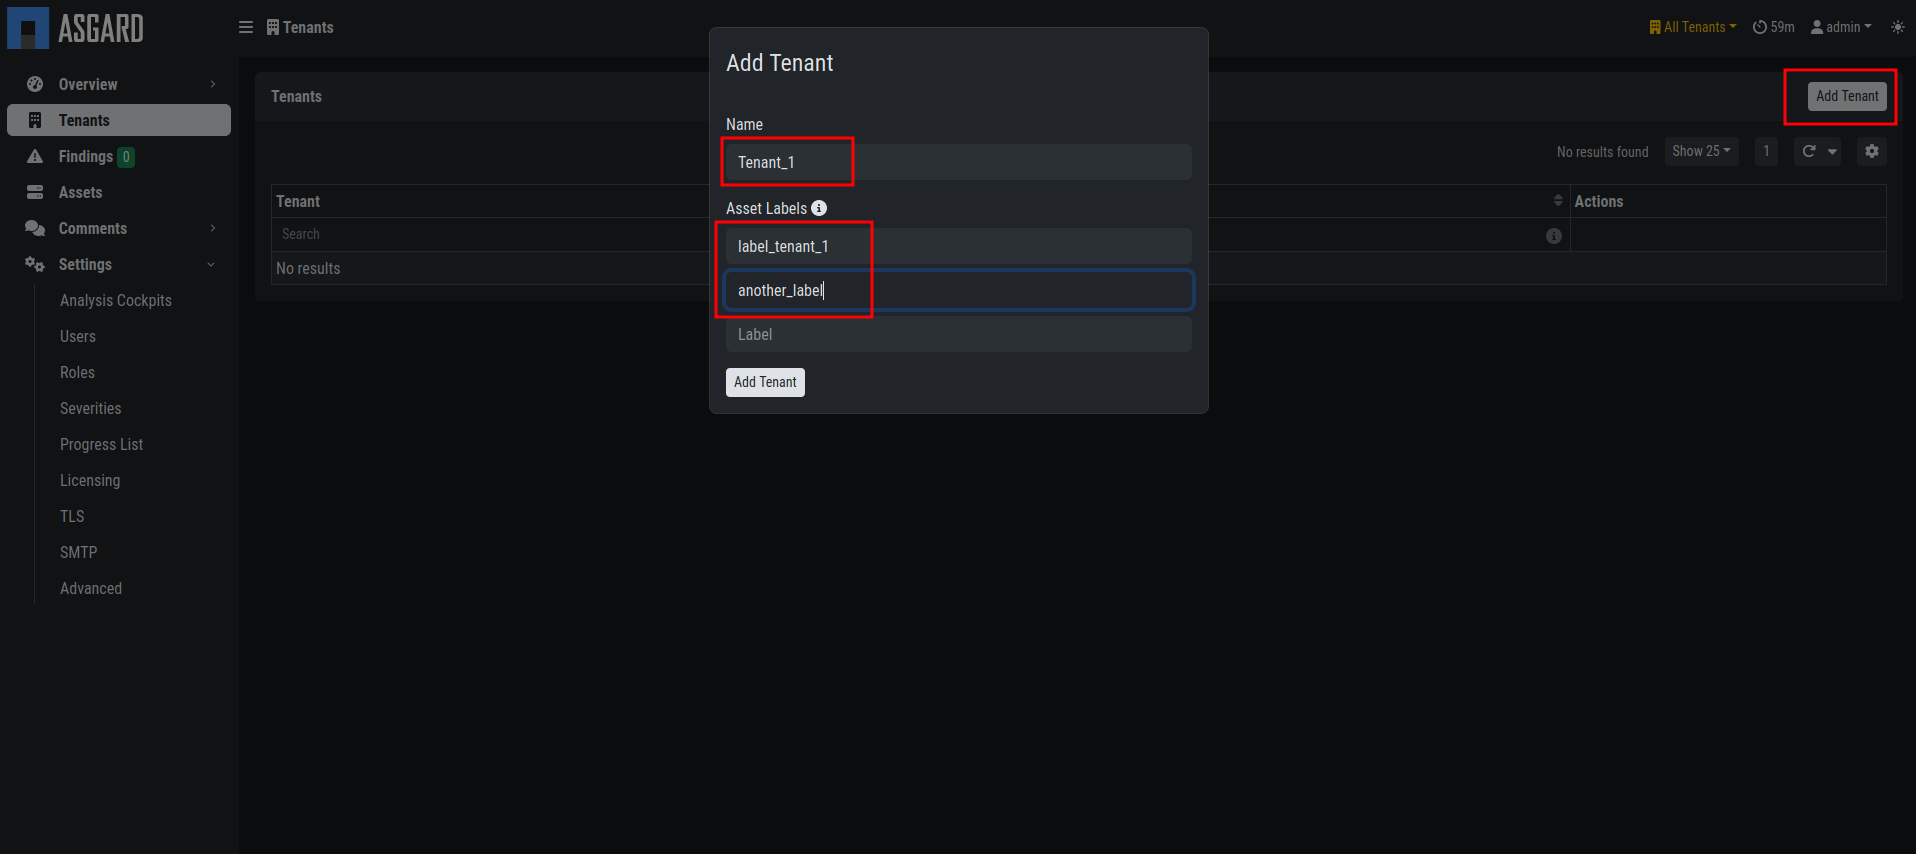 ASGARD
Tenants
All Tenants
59m
admin
Overview
Tenants
Findings 0
Assets
Comments
Settings
Analysis Cockpits
Users
Roles
Severities
Progress List
Licensing
TLS
SMTP
Advanced
Tenants
Add Tenant
No results found
Show 25
1
Tenant
Actions
Search
No results
Add Tenant
Name
Tenant_1
Asset Labels
label_tenant_1
another_label
Label
Add Tenant